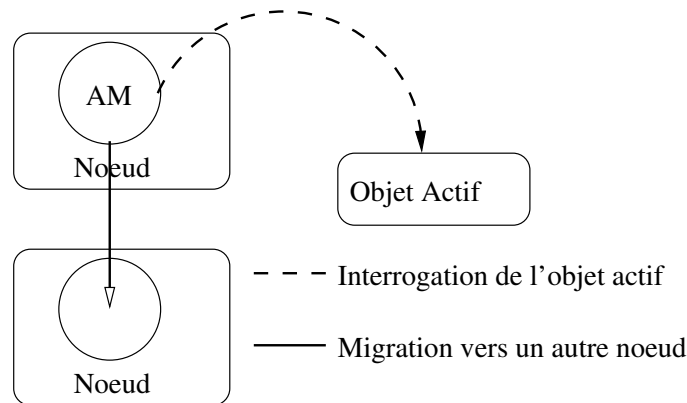 AM
Noeud
Objet Actif
Noeud
Interrogation de l'objet actif
Migration vers un autre noeud